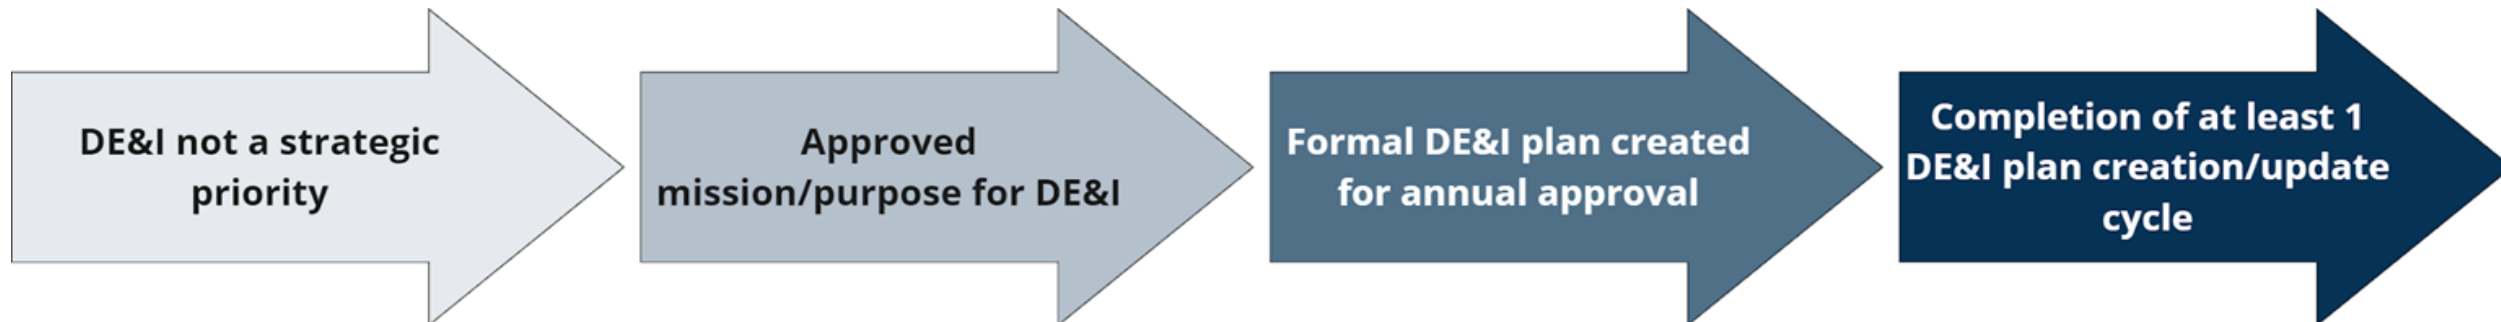 DE&I not a strategic
priority
Approved
mission/purpose for DE&I
Formal DE&I plan created
for annual approval
Completion of at least 1
DE&I plan creation/update
cycle